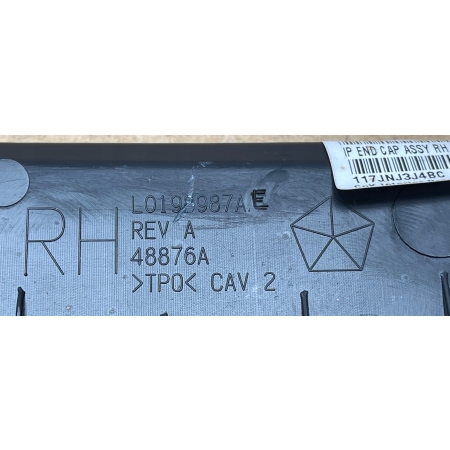 IP END CAP ASSY RH
117JNJ3J4BC
RH
REV A
48876A
>TPO< CAV 2